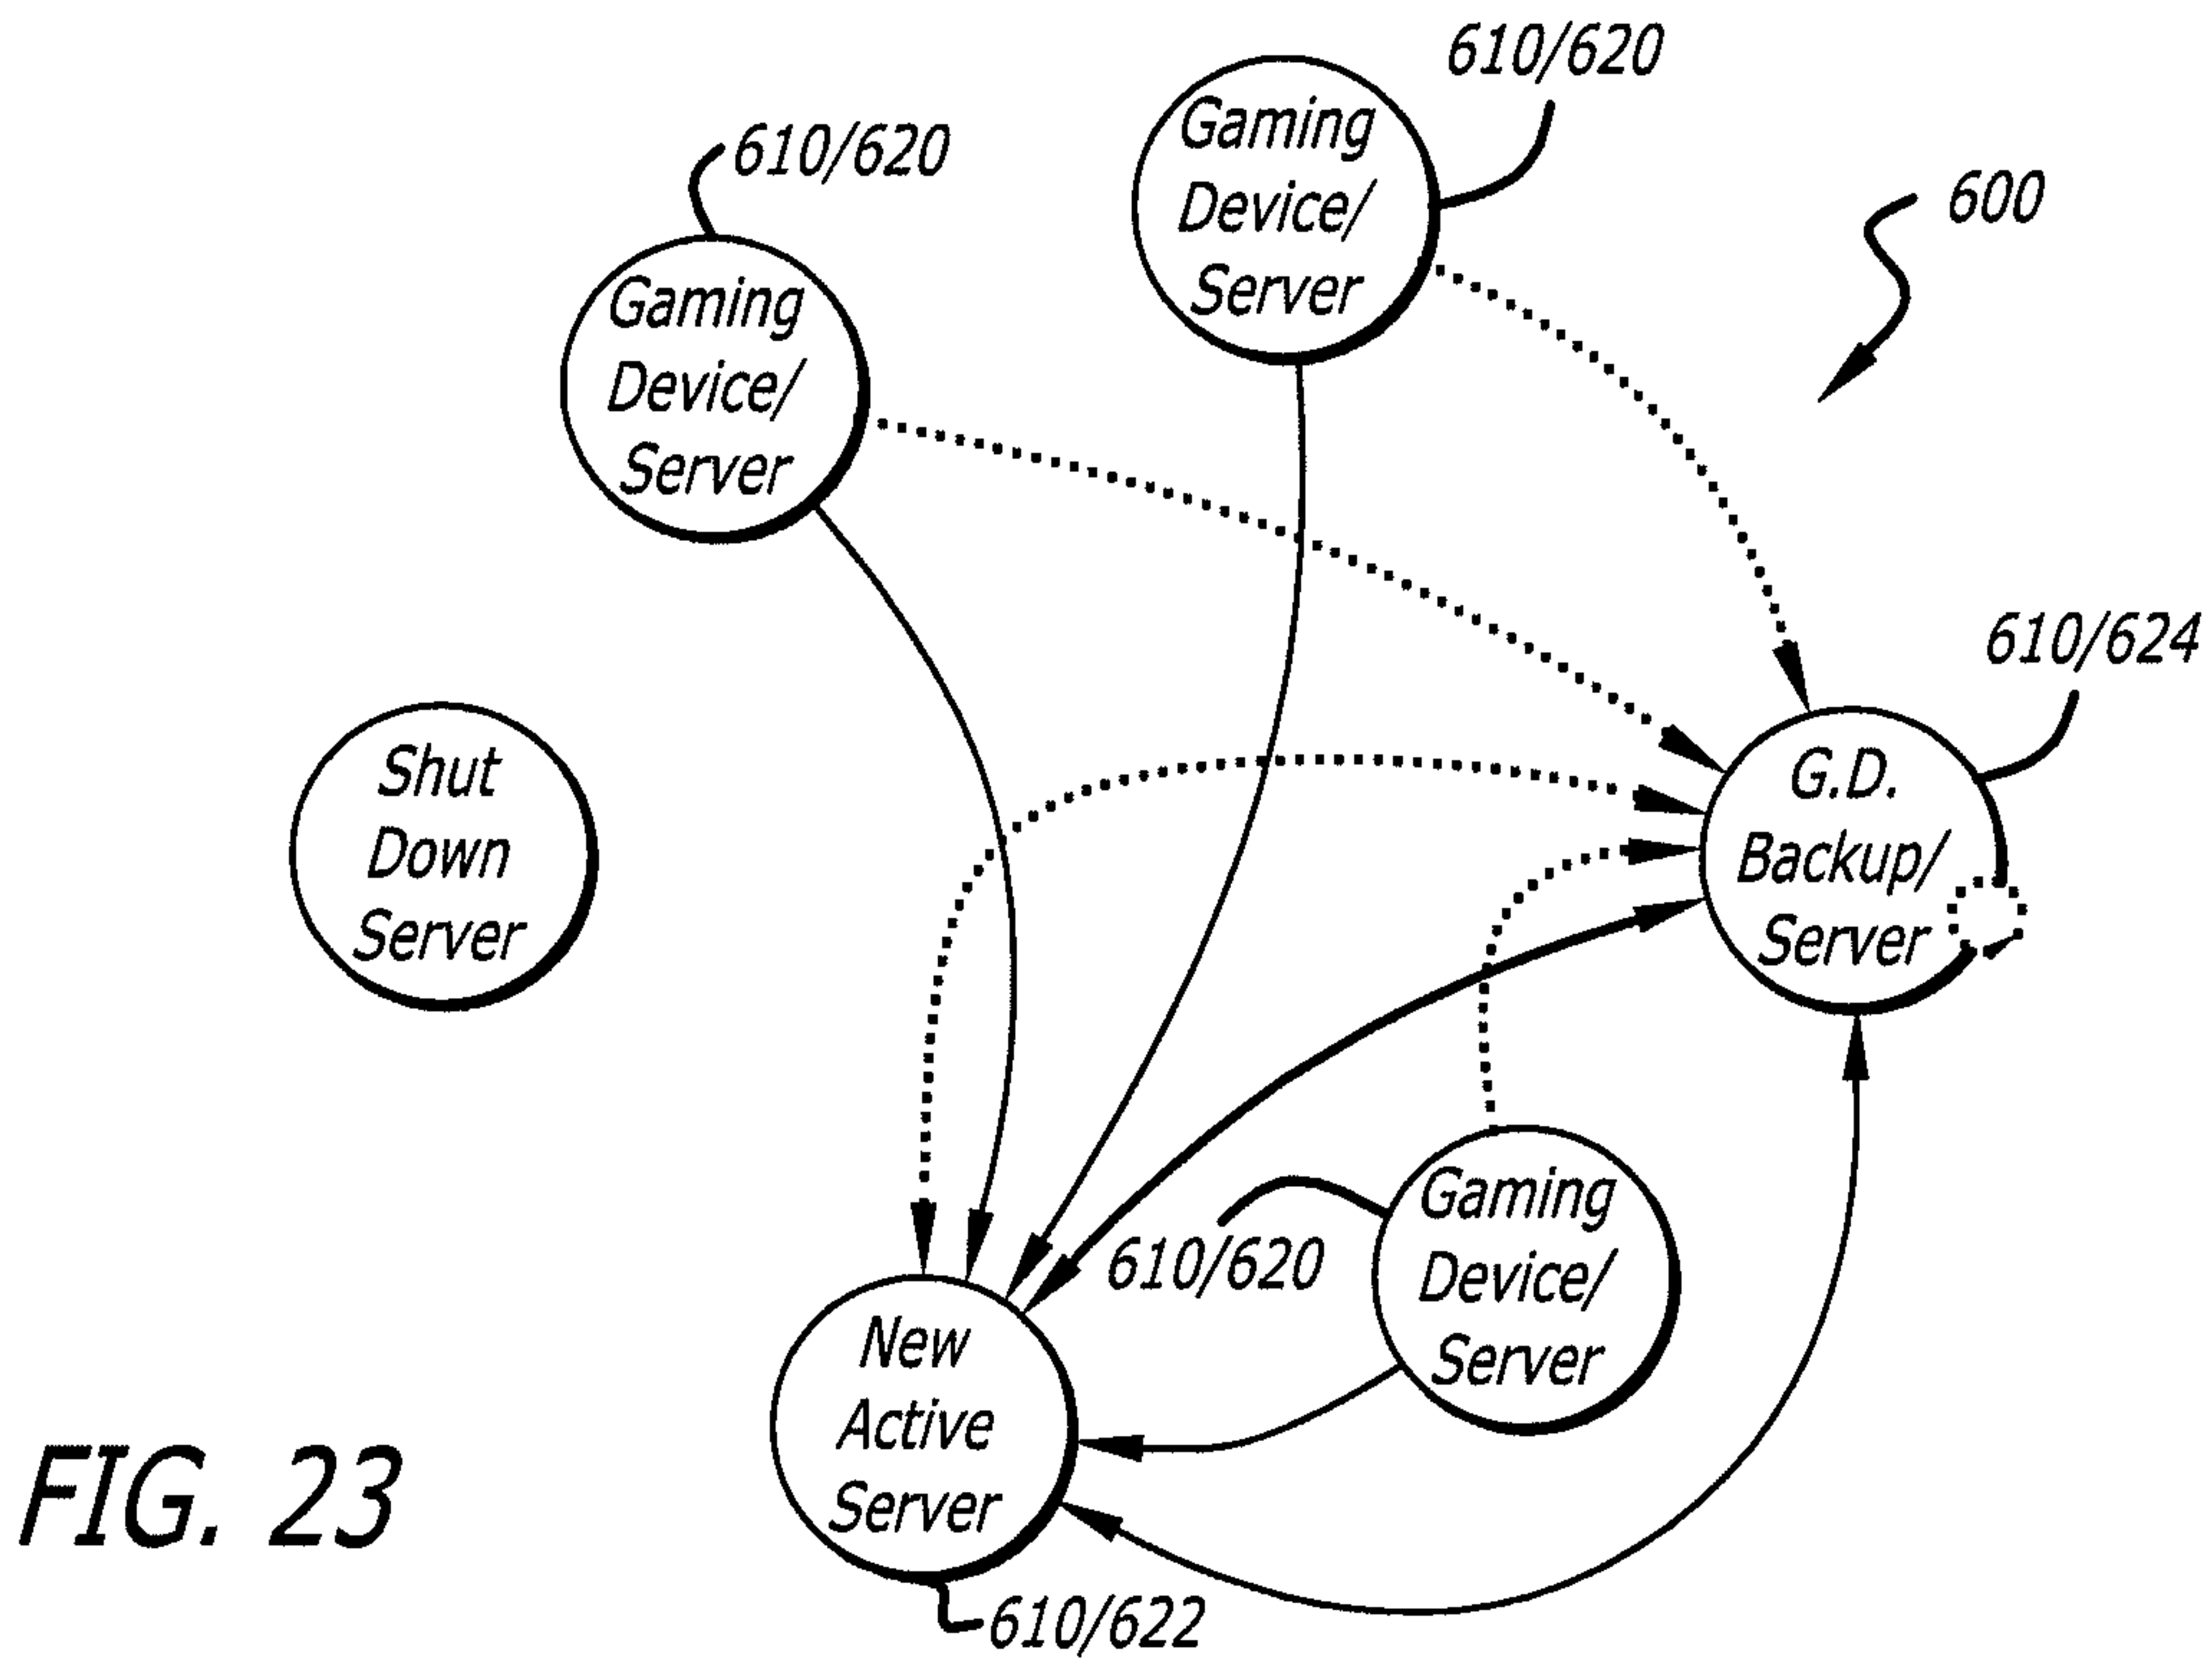 610/620
Gaming
Device/
Server
610/620
Gaming
Device/
Server
600
610/624
G.D.
Backup/
Server
Shut
Down
Server
610/620
Gaming
Device/
Server
New
Active
Server
610/622
FIG. 23